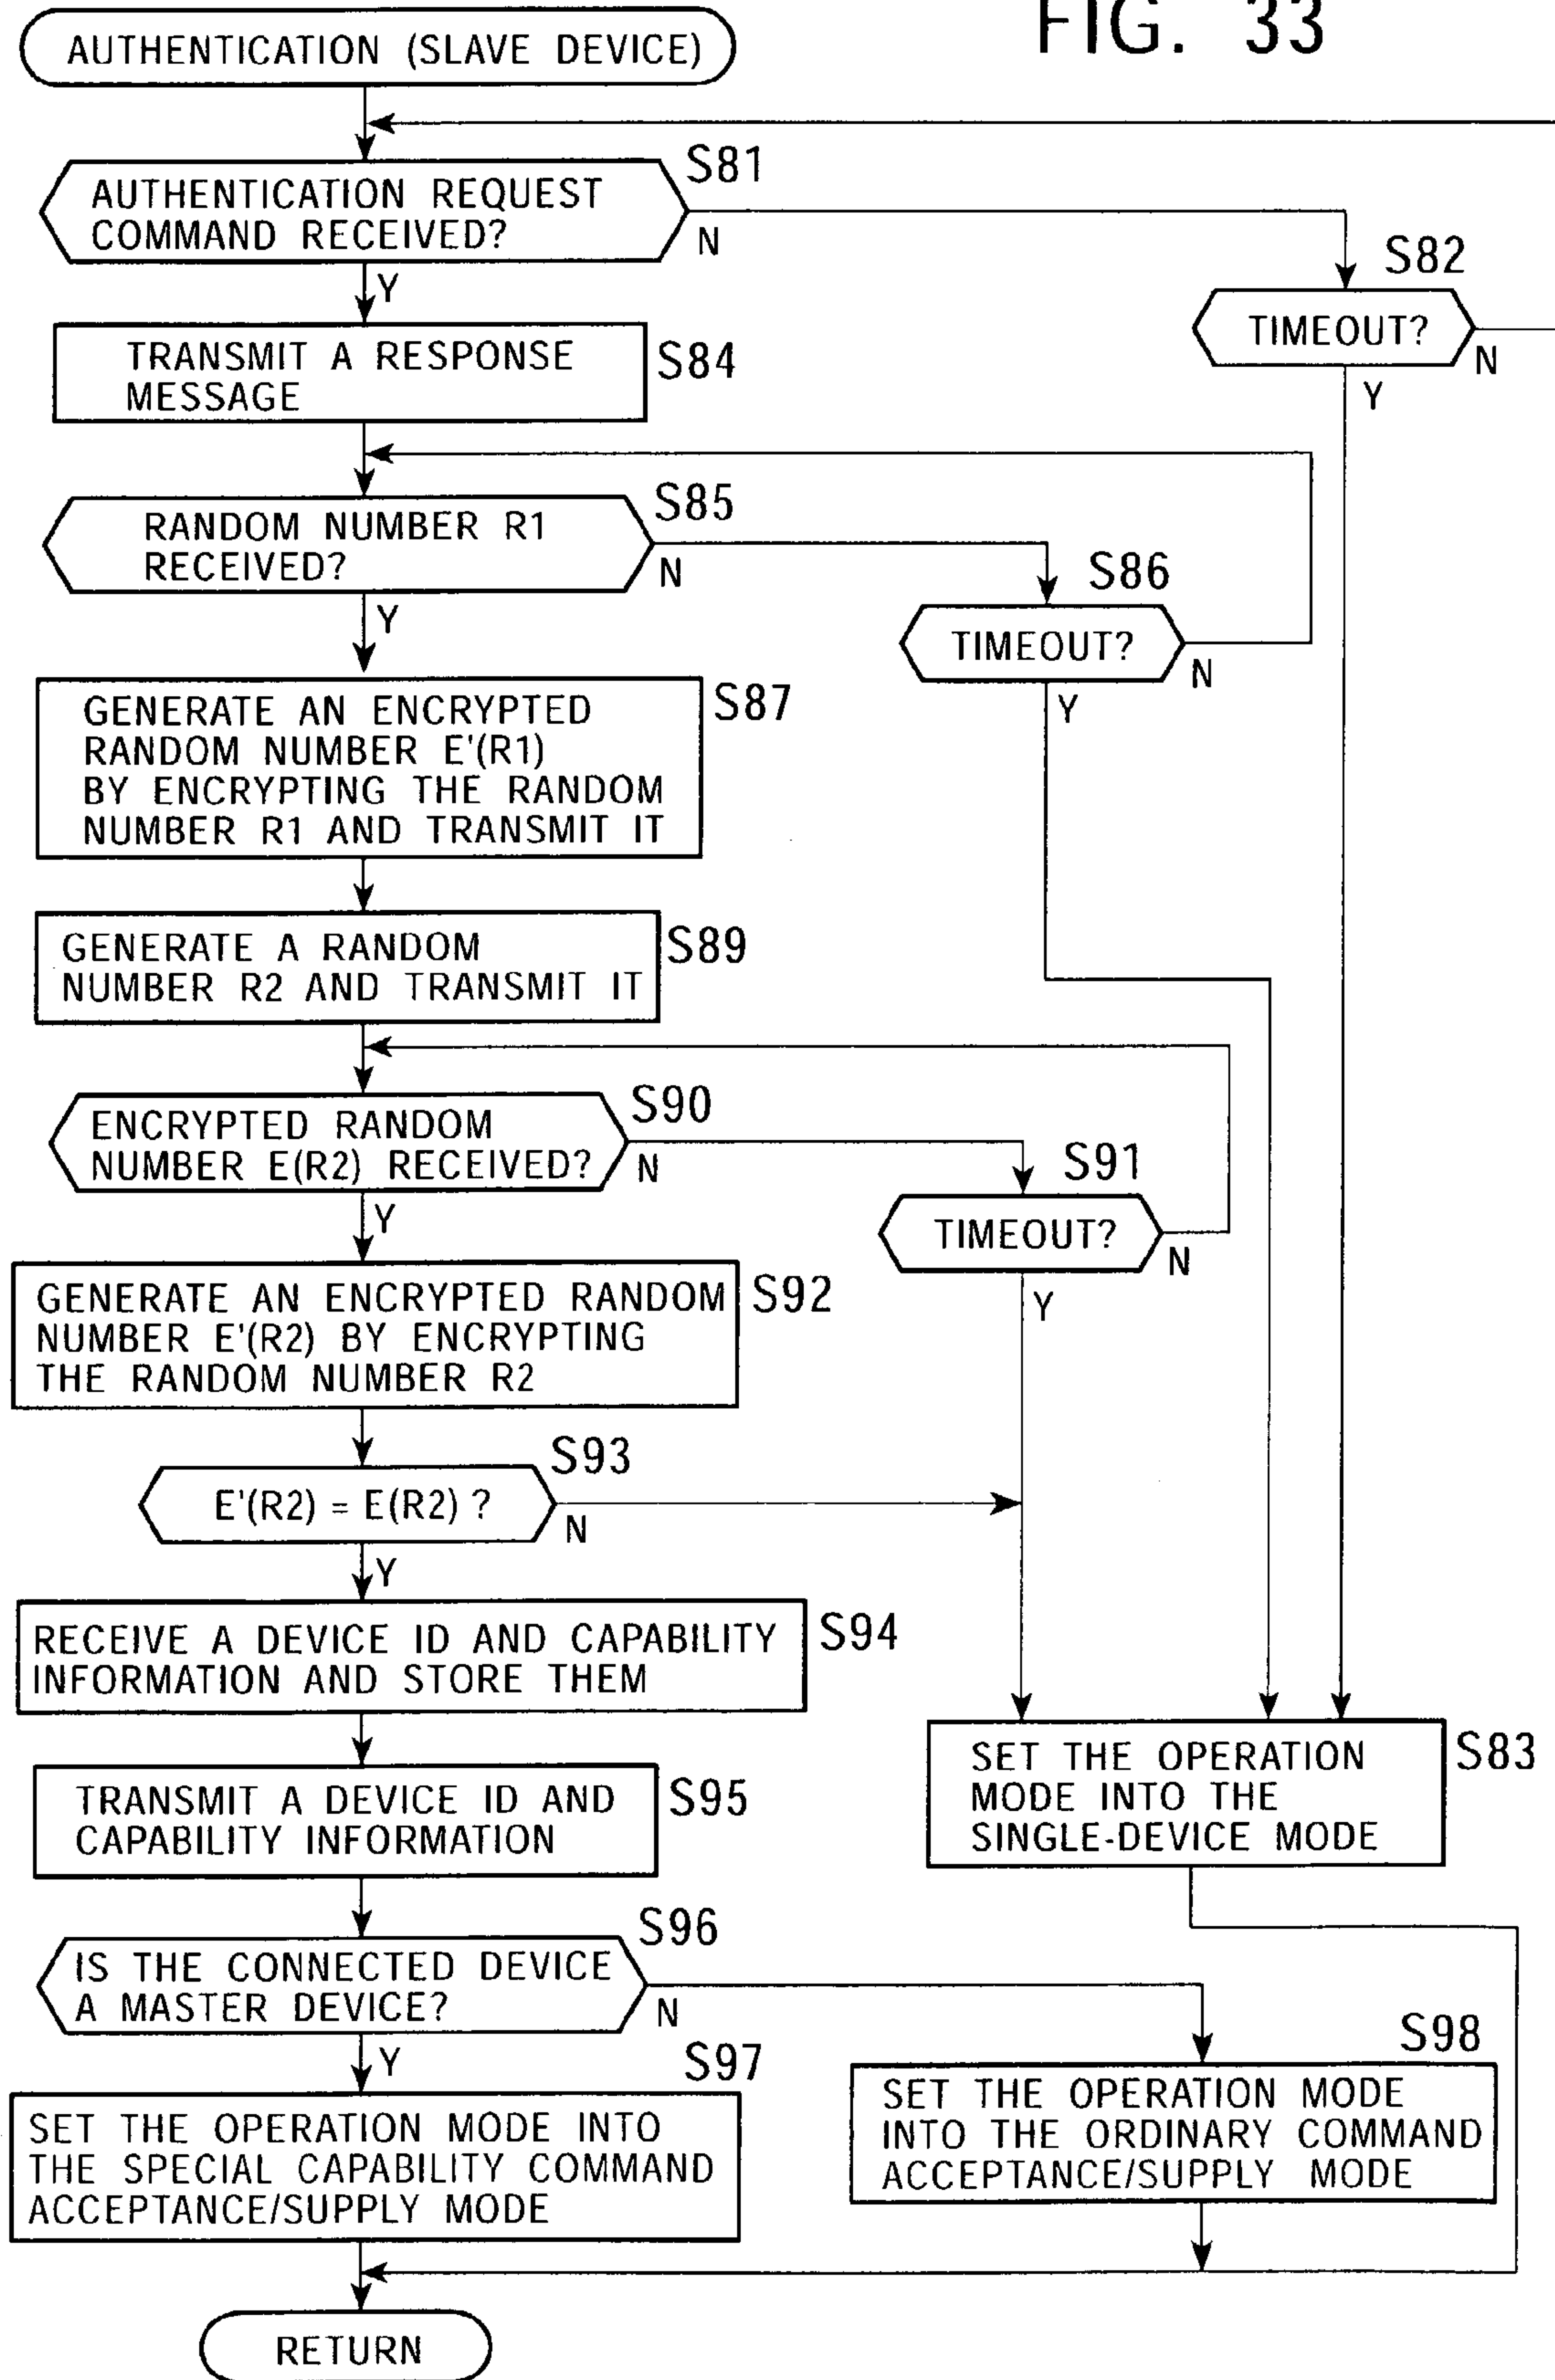 FIG. 33
AUTHENTICATION (SLAVE DEVICE)
S81
AUTHENTICATION REQUEST
COMMAND RECEIVED?
N
Y
S82
TIMEOUT?
N
Y
TRANSMIT A RESPONSE
MESSAGE
S84
S85
RANDOM NUMBER R1
RECEIVED?
N
Y
S86
TIMEOUT?
N
Y
S87
GENERATE AN ENCRYPTED
RANDOM NUMBER E'(R1)
BY ENCRYPTING THE RANDOM
NUMBER R1 AND TRANSMIT IT
S89
GENERATE A RANDOM
NUMBER R2 AND TRANSMIT IT
S90
ENCRYPTED RANDOM
NUMBER E(R2) RECEIVED?
N
Y
S91
TIMEOUT?
N
Y
S92
GENERATE AN ENCRYPTED RANDOM
NUMBER E'(R2) BY ENCRYPTING
THE RANDOM NUMBER R2
S93
E'(R2) = E(R2) ?
N
Y
S94
RECEIVE A DEVICE ID AND CAPABILITY
INFORMATION AND STORE THEM
S83
SET THE OPERATION
MODE INTO THE
SINGLE-DEVICE MODE
S95
TRANSMIT A DEVICE ID AND
CAPABILITY INFORMATION
S96
IS THE CONNECTED DEVICE
A MASTER DEVICE?
N
Y
S97
SET THE OPERATION MODE INTO
THE SPECIAL CAPABILITY COMMAND
ACCEPTANCE/SUPPLY MODE
S98
SET THE OPERATION MODE
INTO THE ORDINARY COMMAND
ACCEPTANCE/SUPPLY MODE
RETURN